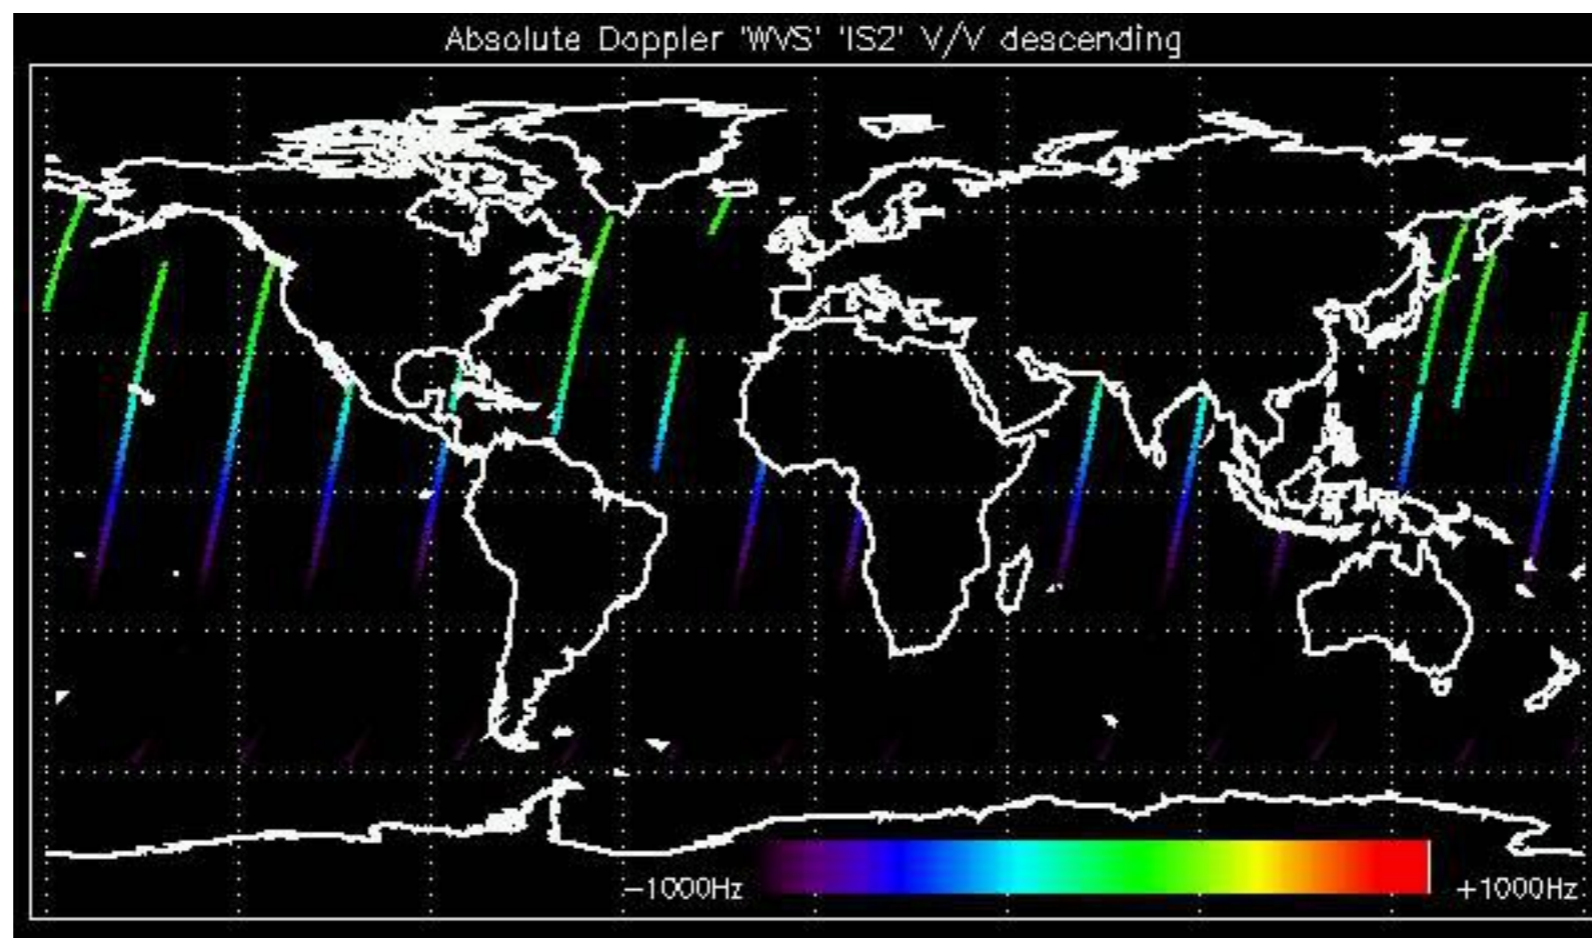 Absolute Doppler 'WVS' 'IS2' V/V descending
−1000Hz +1000Hz